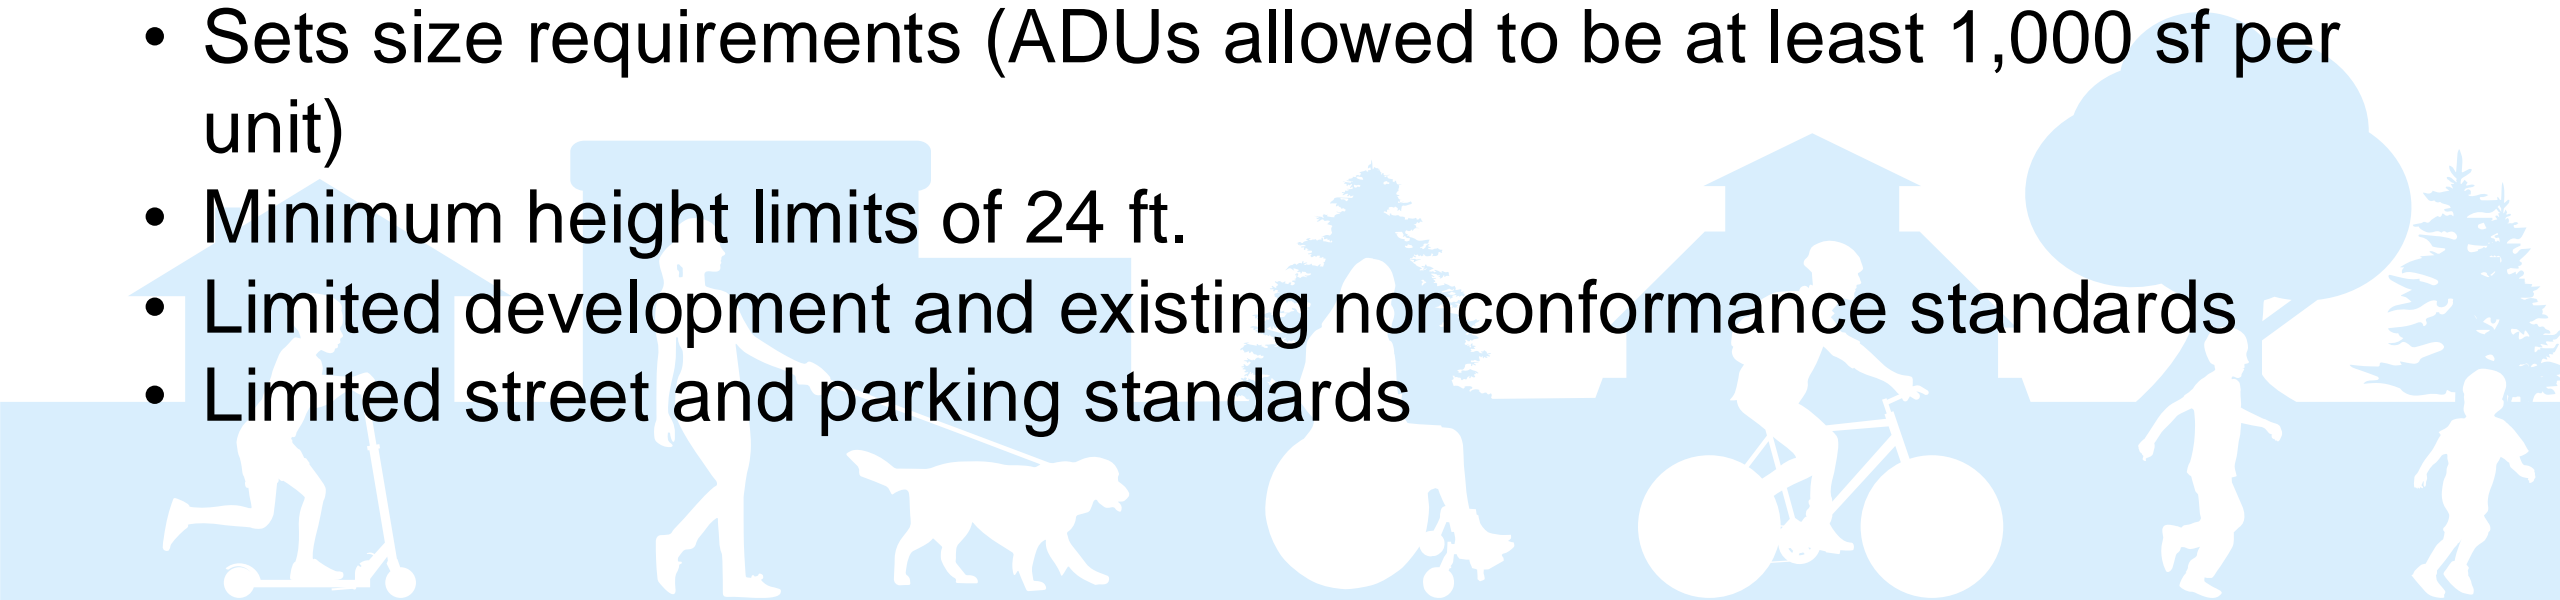 • Sets size requirements (ADUs allowed to be at least 1,000 sf per
unit)
• Minimum height limits of 24 ft.
• Limited development and existing nonconformance standards
• Limited street and parking standards